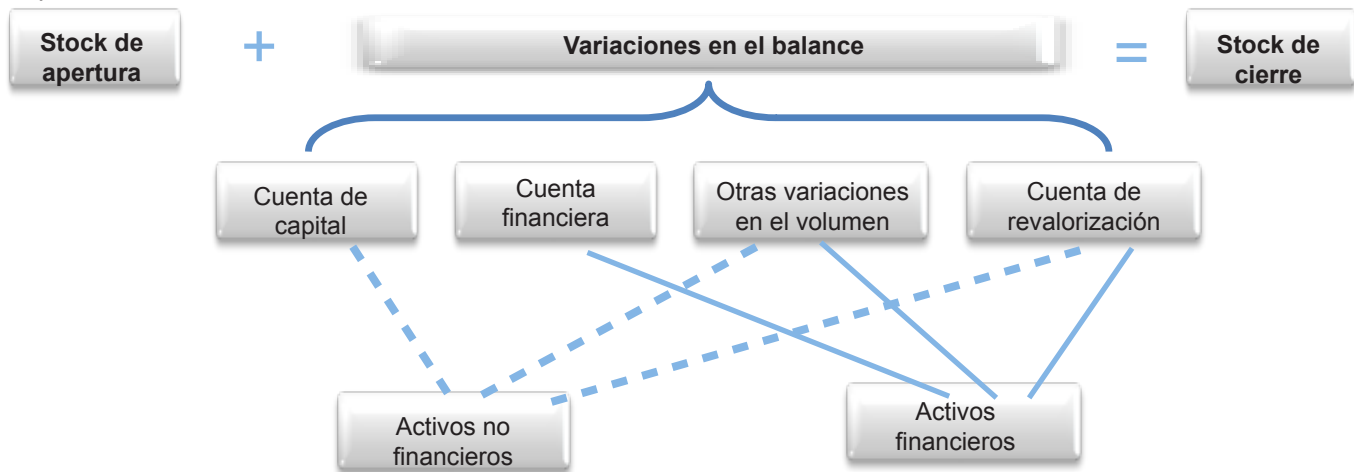 Stock de
apertura
+
Variaciones en el balance
=
Stock de
cierre
Cuenta de
capital
Cuenta
financiera
Otras variaciones
en el volumen
Cuenta de
revalorización
Activos no
financieros
Activos
financieros